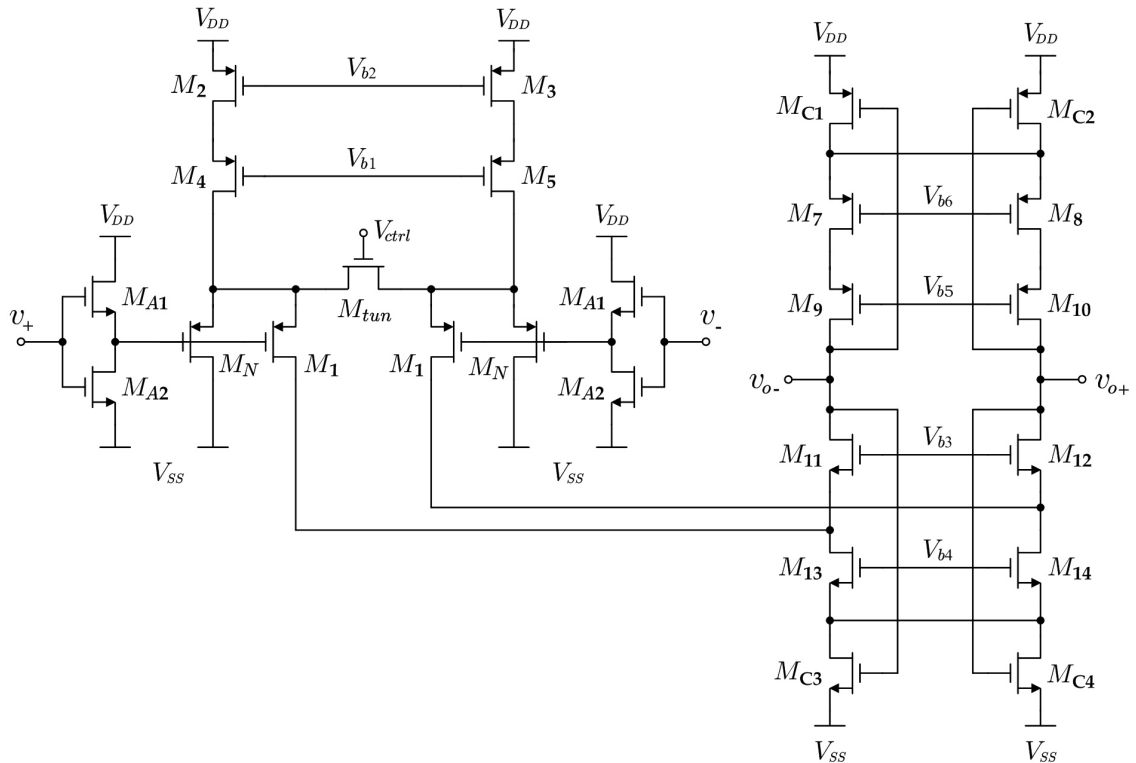 V_DD V_DD V_DD V_DD
M_2 V_b2 M_3
M_C1 M_C2
M_4 V_b1 M_5
V_DD V_DD
M_7 V_b6 M_8
V_ctrl
M_A1 M_tun M_A1
M_9 V_b5 M_10
v_+ v_-
M_N M_1 M_1 M_N
M_A2 M_A2
v_o- v_o+
V_SS V_SS
M_11 V_b3 M_12
M_13 V_b4 M_14
M_C3 M_C4
V_SS V_SS